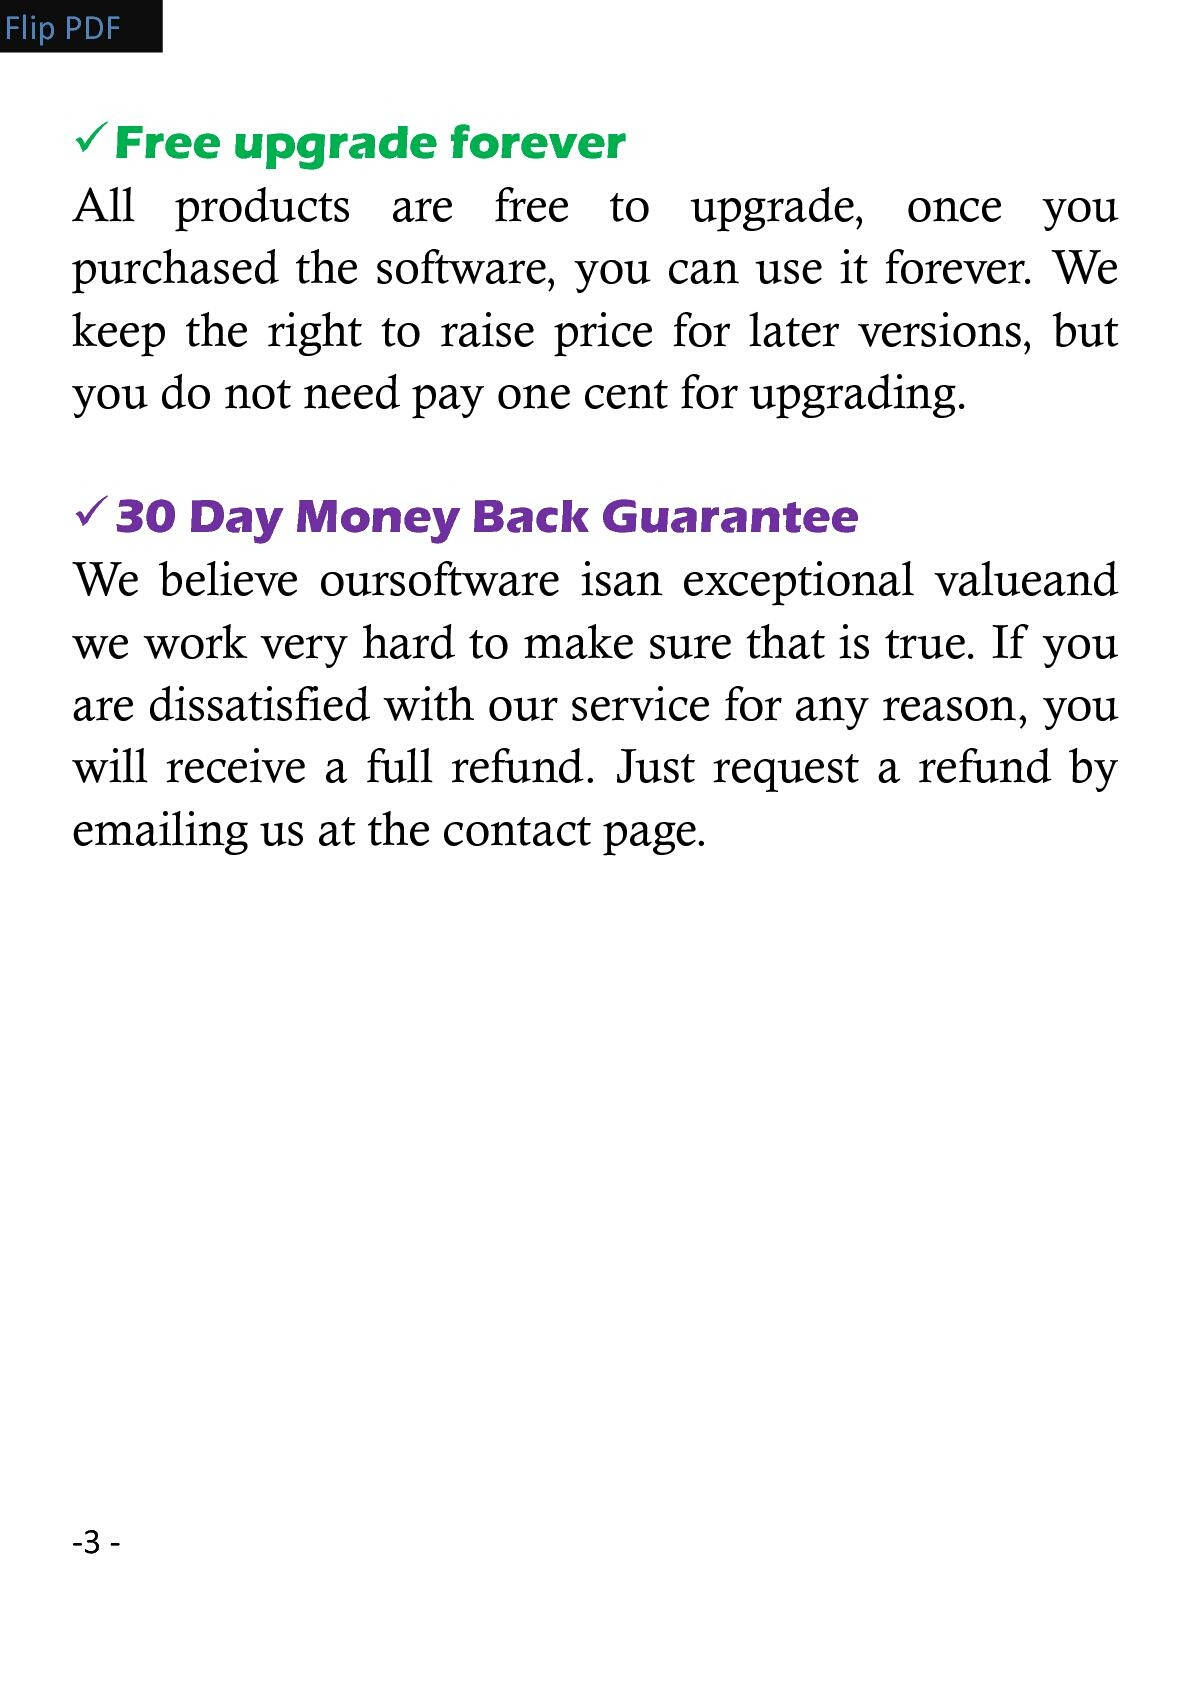 Flip PDF
✓Free upgrade forever
All products are free to upgrade, once you
purchased the software, you can use it forever. We
keep the right to raise price for later versions, but
you do not need pay one cent for upgrading.
✓30 Day Money Back Guarantee
We believe oursoftware isan exceptional valueand
we work very hard to make sure that is true. If you
are dissatisfied with our service for any reason, you
will receive a full refund. Just request a refund by
emailing us at the contact page.
-3 -